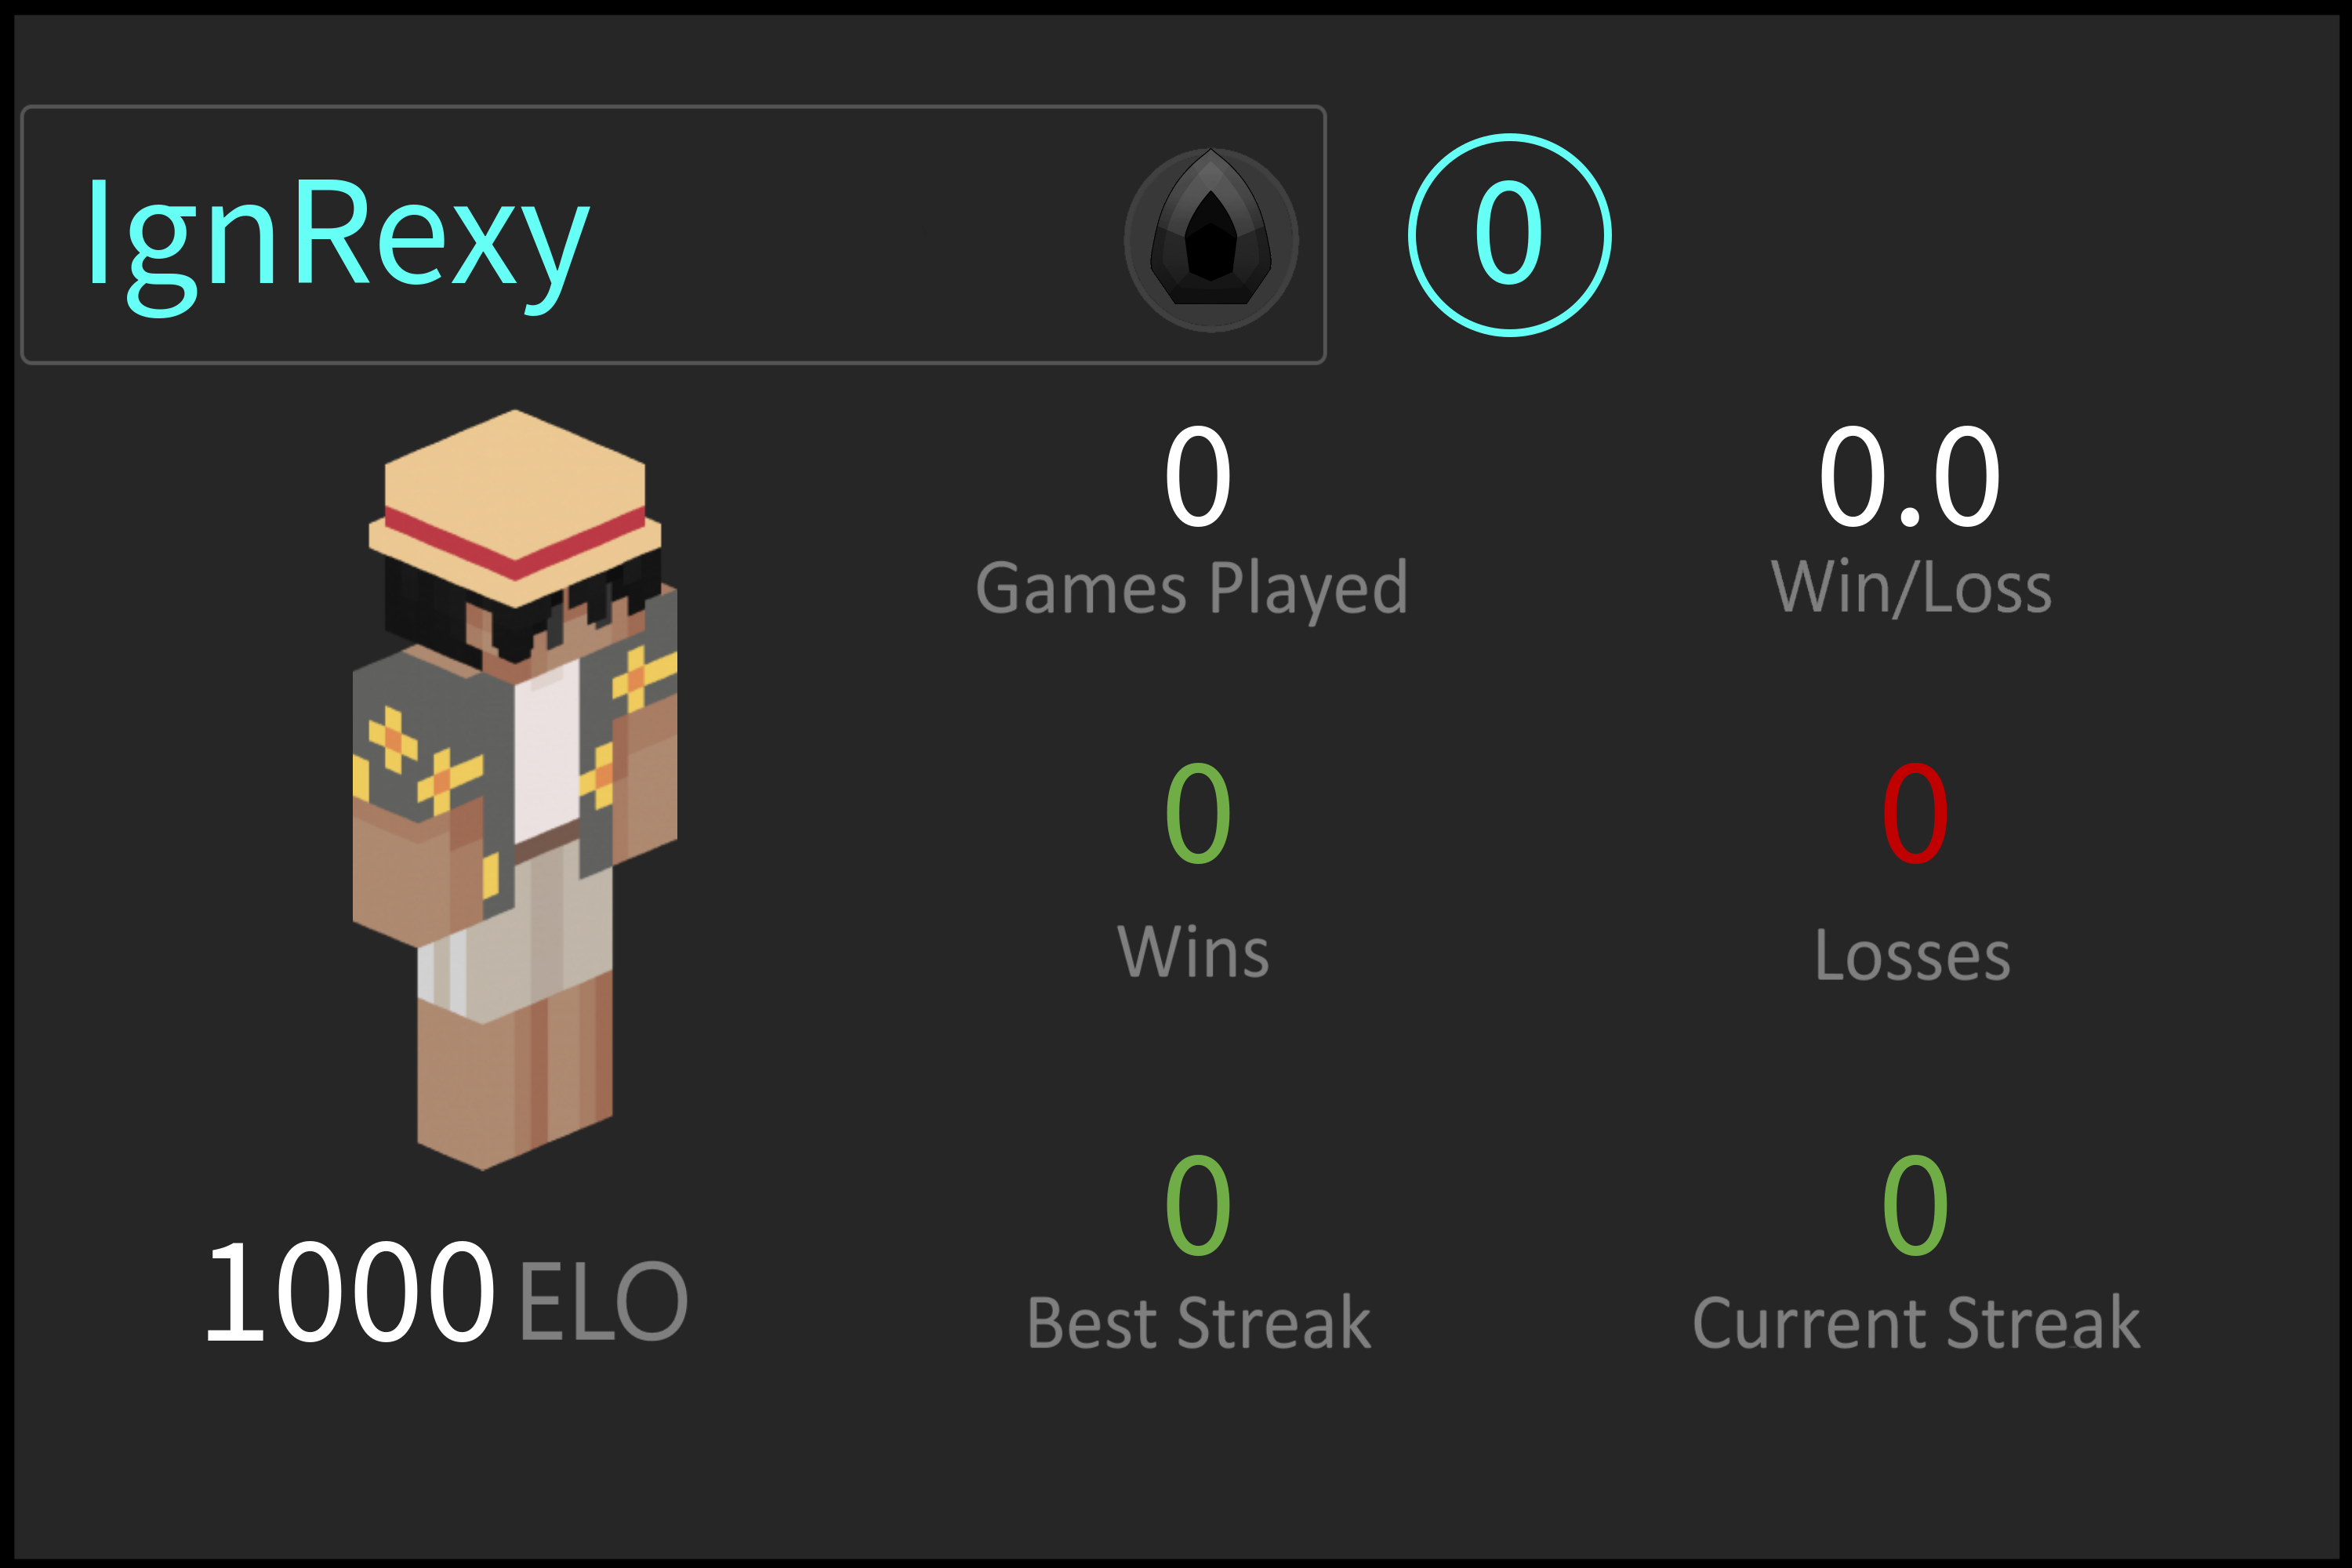 IgnRexy
0
0
0.0
Games Played
Win/Loss
0
0
Wins
Losses
0
0
1000 ELO
Best Streak
Current Streak